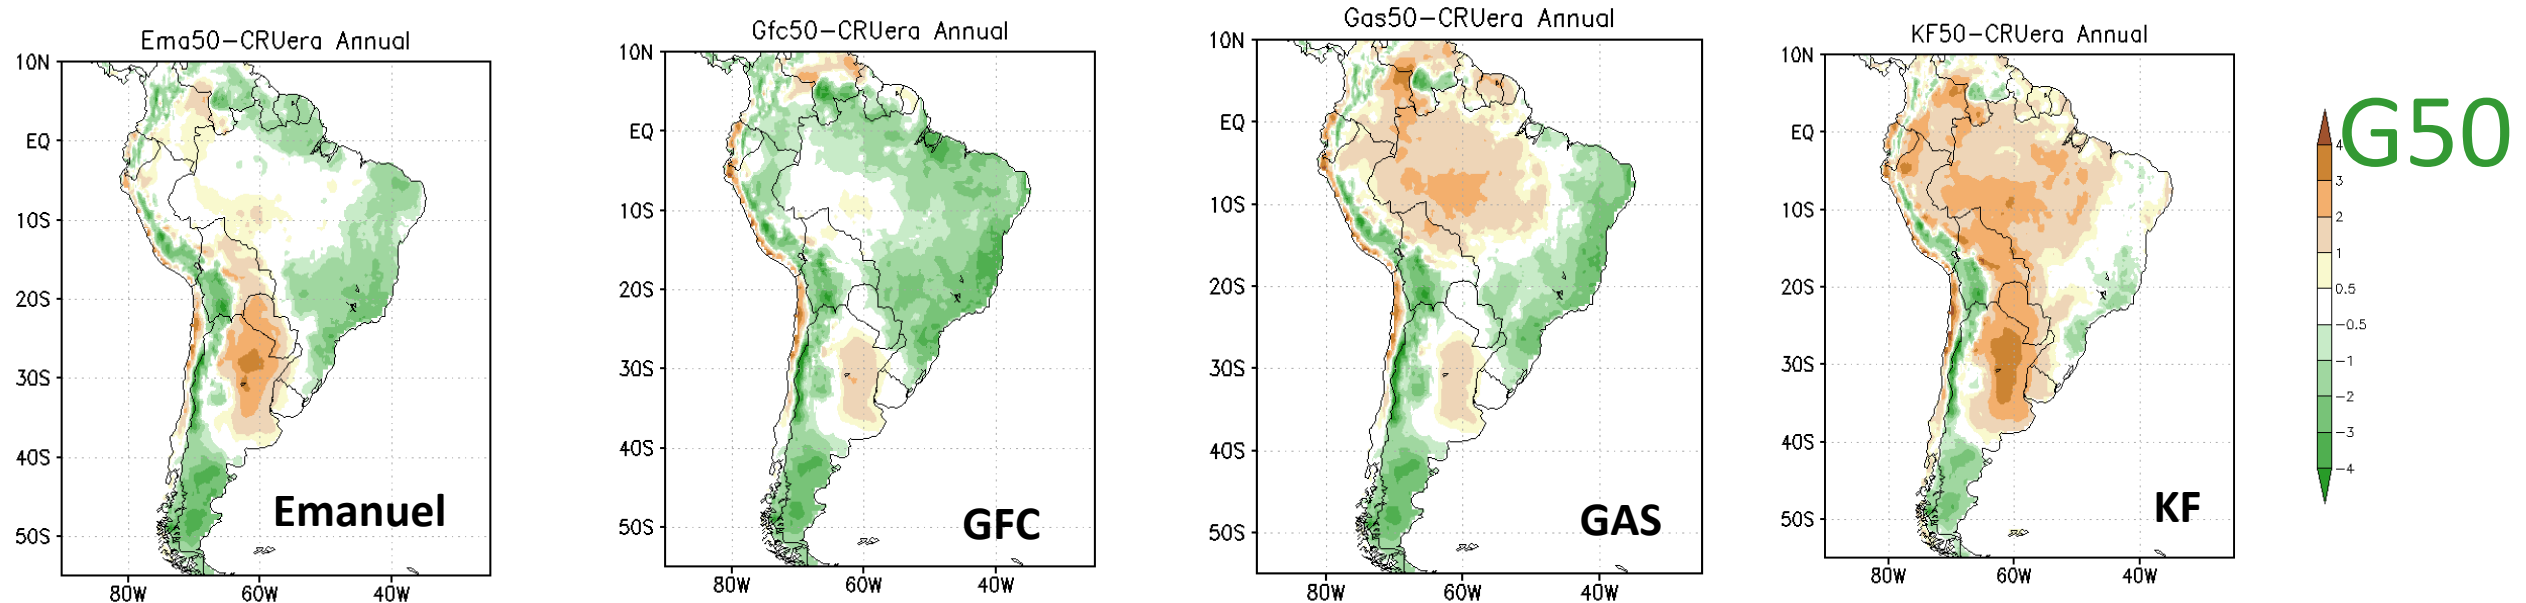 Ema50-CRUera Annual
10N
EQ
10S
20S
30S
40S
50S
80W 60W 40W
Emanuel
Gfc50-CRUera Annual
10N
EQ
10S
20S
30S
40S
50S
80W 60W 40W
GFC
Gas50-CRUera Annual
10N
EQ
10S
20S
30S
40S
50S
80W 60W 40W
GAS
KF50-CRUera Annual
10N
EQ
10S
20S
30S
40S
50S
80W 60W 40W
KF
G50
4
3
2
1
0.5
-0.5
-1
-2
-3
-4